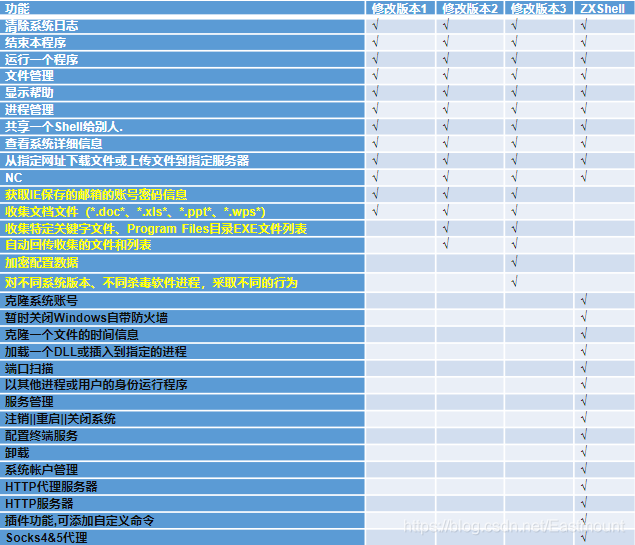 功能 修改版本1 修改版本2 修改版本3 ZXShell
清除系统日志 √ √ √ √
结束本程序 √ √ √ √
运行一个程序 √ √ √ √
文件管理 √ √ √ √
显示帮助 √ √ √ √
进程管理 √ √ √ √
共享一个Shell给别人. √ √ √ √
查看系统详细信息 √ √ √ √
从指定网址下载文件或上传文件到指定服务器 √ √ √ √
NC √ √ √ √
获取IE保存的邮箱的账号密码信息 √ √ √
收集文档文件（*.doc*、*.xls*、*.ppt*、*.wps*） √ √ √
收集特定关键字文件、Program Files目录EXE文件列表 √ √
自动回传收集的文件和列表 √ √
加密配置数据 √
对不同系统版本、不同杀毒软件进程，采取不同的行为 √
克隆系统账号 √
暂时关闭Windows自带防火墙 √
克隆一个文件的时间信息 √
加载一个DLL或插入到指定的进程 √
端口扫描 √
以其他进程或用户的身份运行程序 √
服务管理 √
注销||重启||关闭系统 √
配置终端服务 √
卸载 √
系统帐户管理 √
HTTP代理服务器 √
HTTP服务器 √
插件功能,可添加自定义命令 √
Socks4&5代理 √
https://blog.csdn.net/Eastmount